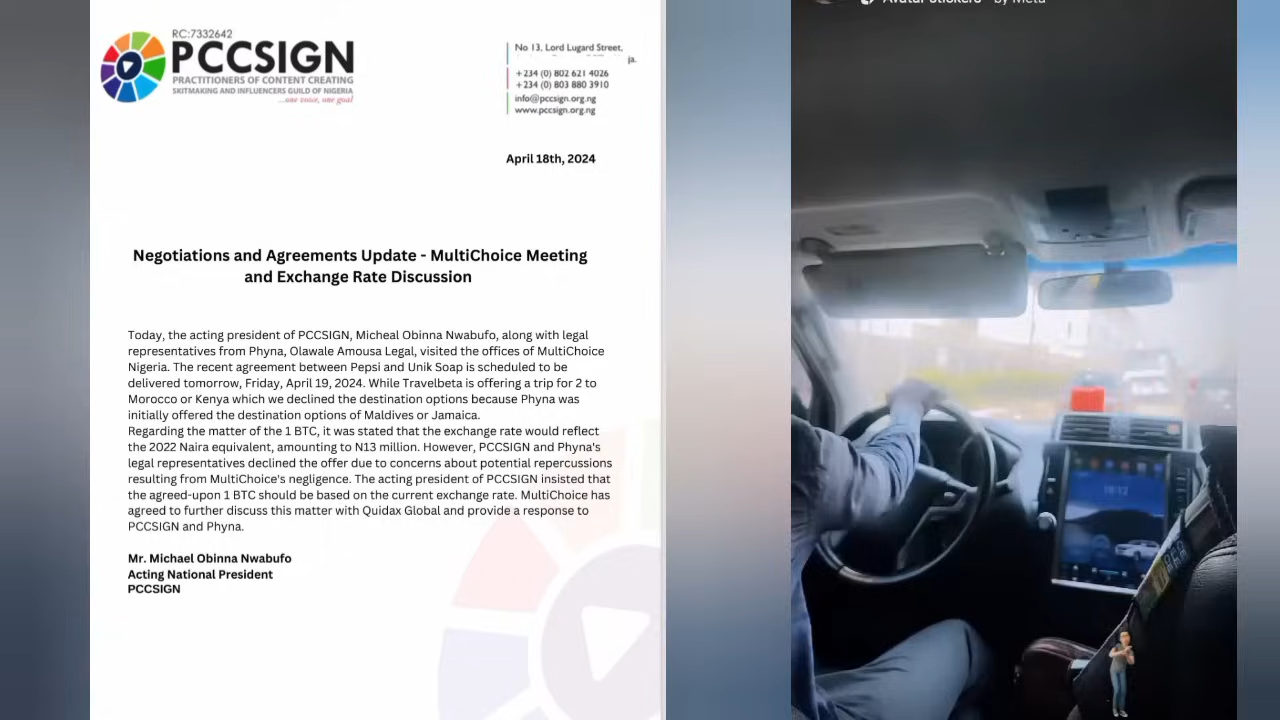 RC:7332642
PCCSIGN
PRACTITIONERS OF CONTENT CREATING
SKITMAKING AND INFLUENCERS GUILD OF NIGERIA
...one voice, one goal
No 13, Lord Lugard Street,
ja.
+234 (0) 802 621 4026
+234 (0) 803 880 3910
info@pccsign.org.ng
www.pccsign.org.ng
April 18th, 2024
Negotiations and Agreements Update - MultiChoice Meeting
and Exchange Rate Discussion
Today, the acting president of PCCSIGN, Micheal Obinna Nwabufo, along with legal
representatives from Phyna, Olawale Amousa Legal, visited the offices of MultiChoice
Nigeria. The recent agreement between Pepsi and Unik Soap is scheduled to be
delivered tomorrow, Friday, April 19, 2024. While Travelbeta is offering a trip for 2 to
Morocco or Kenya which we declined the destination options because Phyna was
initially offered the destination options of Maldives or Jamaica.
Regarding the matter of the 1 BTC, it was stated that the exchange rate would reflect
the 2022 Naira equivalent, amounting to N13 million. However, PCCSIGN and Phyna's
legal representatives declined the offer due to concerns about potential repercussions
resulting from MultiChoice's negligence. The acting president of PCCSIGN insisted that
the agreed-upon 1 BTC should be based on the current exchange rate. MultiChoice has
agreed to further discuss this matter with Quidax Global and provide a response to
PCCSIGN and Phyna.
Mr. Michael Obinna Nwabufo
Acting National President
PCCSIGN
Avatar Stickers · by Meta